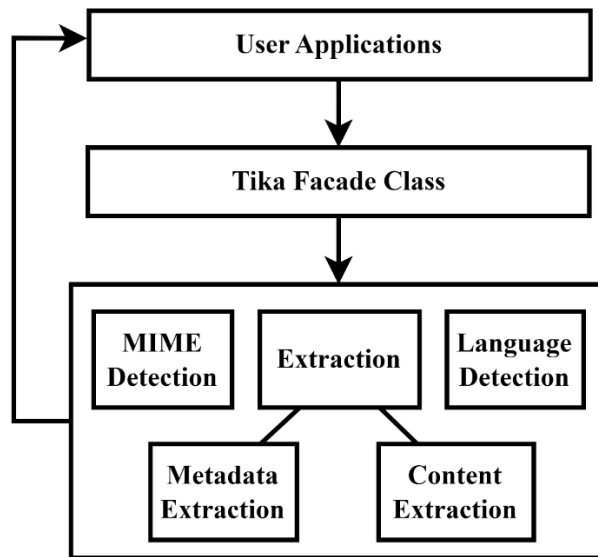 User Applications
Tika Facade Class
MIME
Detection
Extraction
Language
Detection
Metadata
Extraction
Content
Extraction